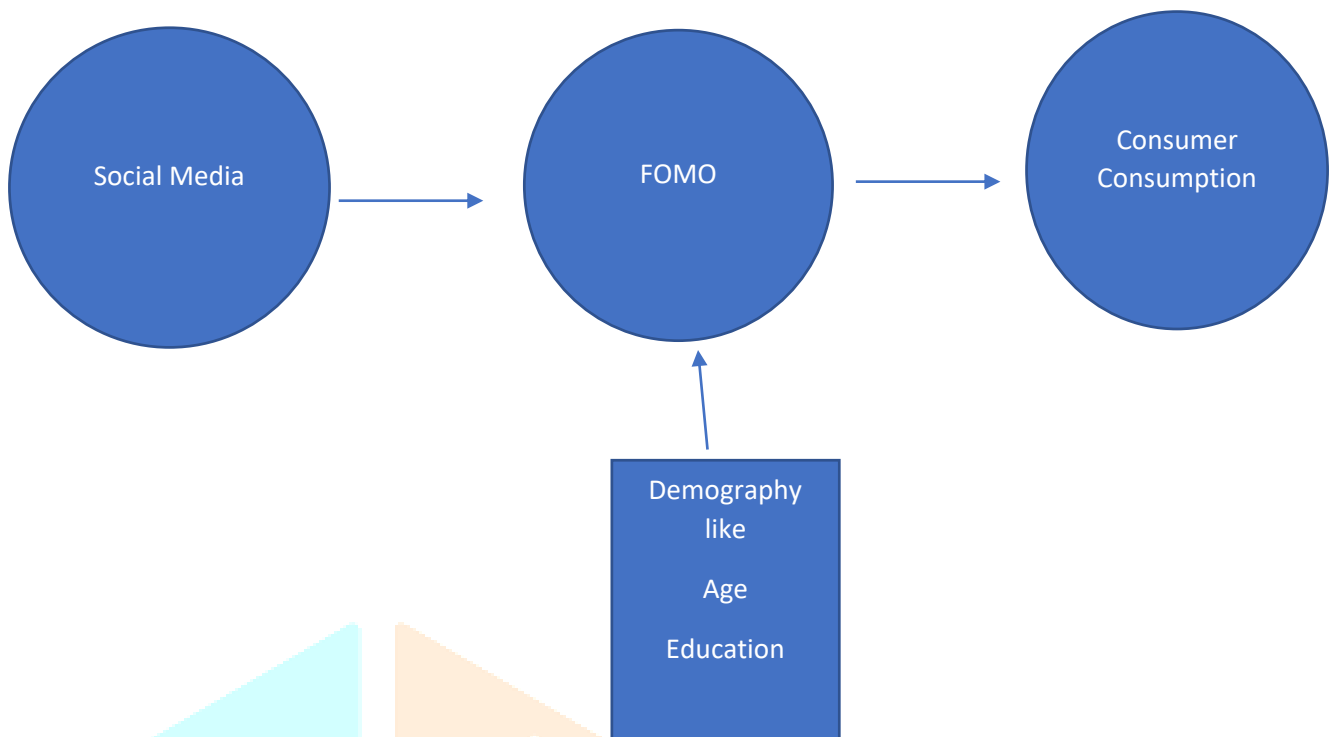 Social Media
FOMO
Consumer
Consumption
Demography
like
Age
Education